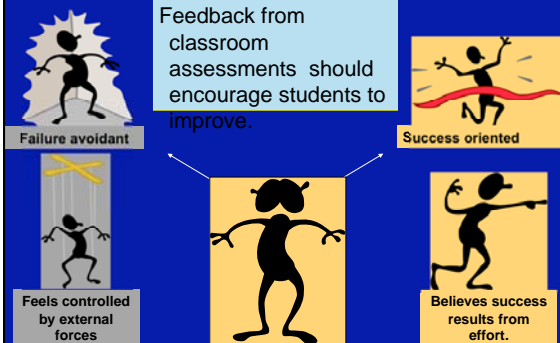 Feedback from
classroom
assessments should
encourage students to
improve.
Failure avoidant
Success oriented
Feels controlled
by external
forces
Believes success
results from
effort.